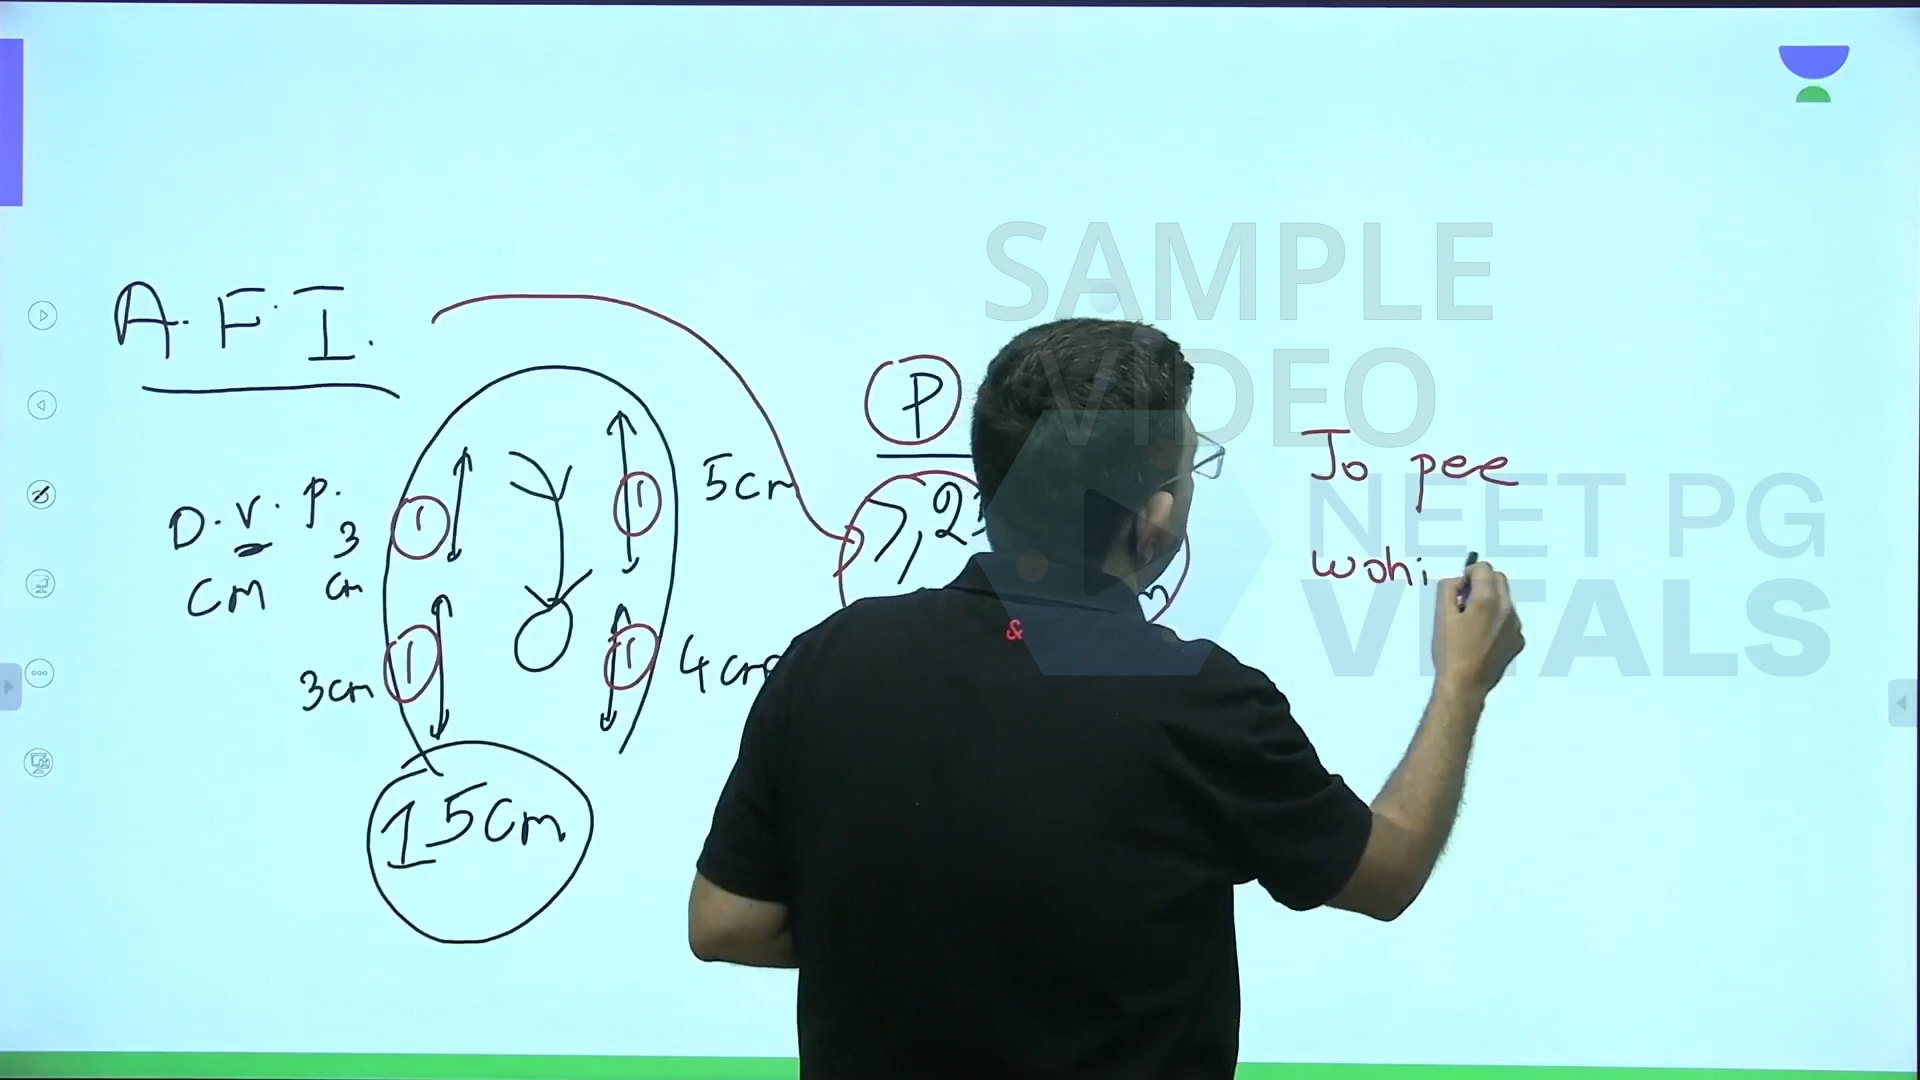 A.F.I.
P
D.V.P.
cm
3
cm
5cm
3cm
4cm
15cm
Jo pee
wohi
&
SAMPLE
VIDEO
NEET PG
VITALS